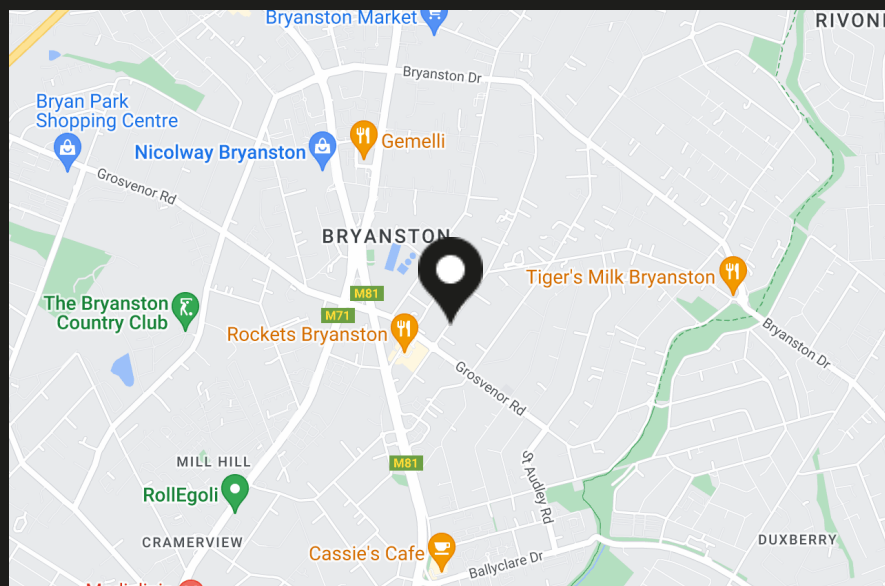 Bryanston Market
RIVONI
Bryanston Dr
Bryan Park
Shopping Centre
Gemelli
Nicolway Bryanston
Grosvenor Rd
BRYANSTON
Tiger's Milk Bryanston
M81
The Bryanston
Country Club
M71
Rockets Bryanston
Bryanston Dr
Grosvenor Rd
M81
MILL HILL
St Audley Rd
RollEgoli
CRAMERVIEW
DUXBERRY
Cassie's Cafe
Ballyclare Dr